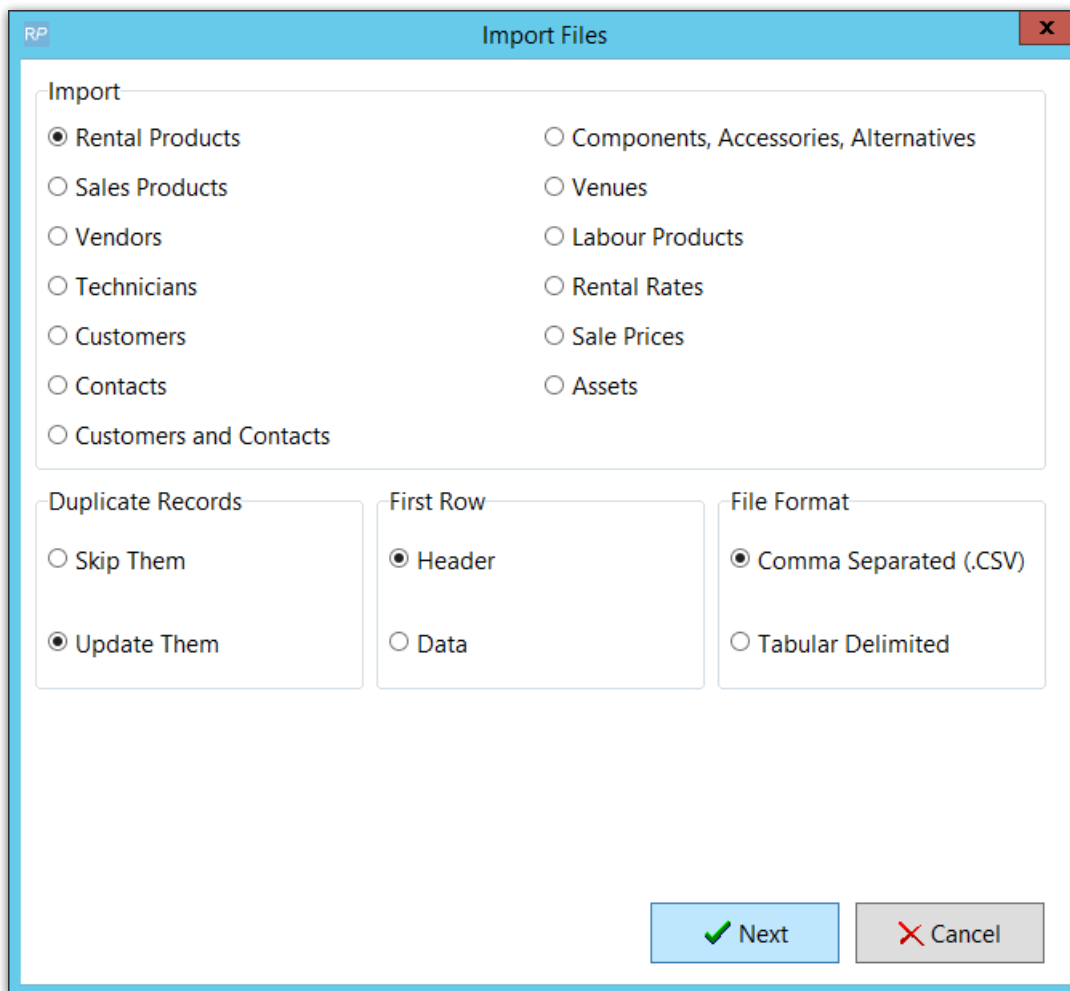 RP
Import Files
x
Import
Rental Products
Components, Accessories, Alternatives
Sales Products
Venues
Vendors
Labour Products
Technicians
Rental Rates
Customers
Sale Prices
Contacts
Assets
Customers and Contacts
Duplicate Records
Skip Them
Update Them
First Row
Header
Data
File Format
Comma Separated (.CSV)
Tabular Delimited
Next
Cancel